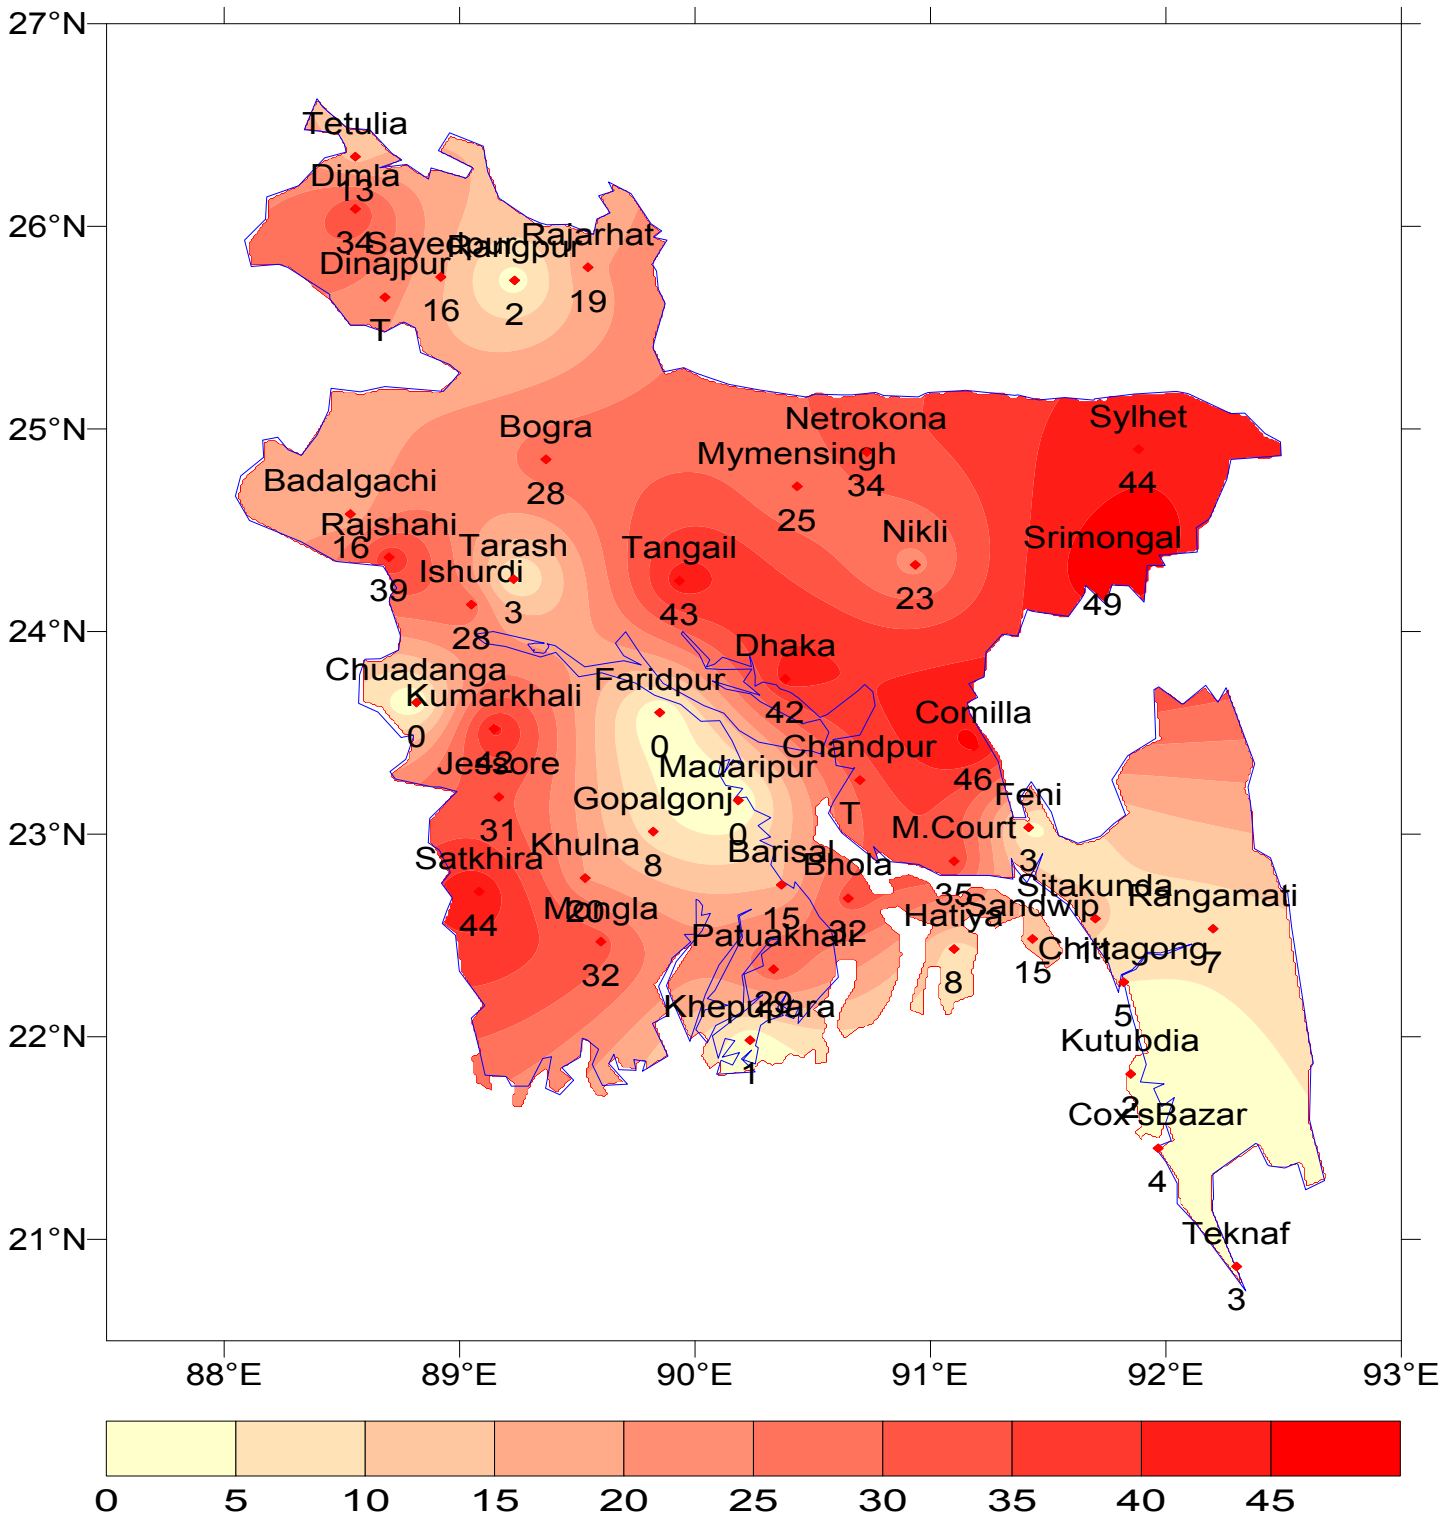 27°N
Tetulia
13
Dimla
34
26°N
Sayedpur
16
Rangpur
2
Rajarhat
19
Dinajpur
T
25°N
Bogra
28
Netrokona
34
Sylhet
44
Mymensingh
25
Badalgachi
16
Rajshahi
39
Tarash
3
Ishurdi
28
Tangail
43
Nikli
23
Srimongal
49
24°N
Dhaka
42
Chuadanga
0
Kumarkhali
42
Faridpur
0
Comilla
46
Chandpur
T
Jessore
31
Madaripur
0
Gopalgonj
8
Feni
3
23°N
M.Court
35
Khulna
20
Satkhira
44
Barisal
15
Bhola
32
Sitakunda
11
Rangamati
7
Mongla
32
Hatiya
8
Sandwip
15
Patuakhali
29
Chittagong
5
22°N
Khepupara
1
Kutubdia
2
Cox'sBazar
4
21°N
Teknaf
3
88°E 89°E 90°E 91°E 92°E 93°E
0 5 10 15 20 25 30 35 40 45